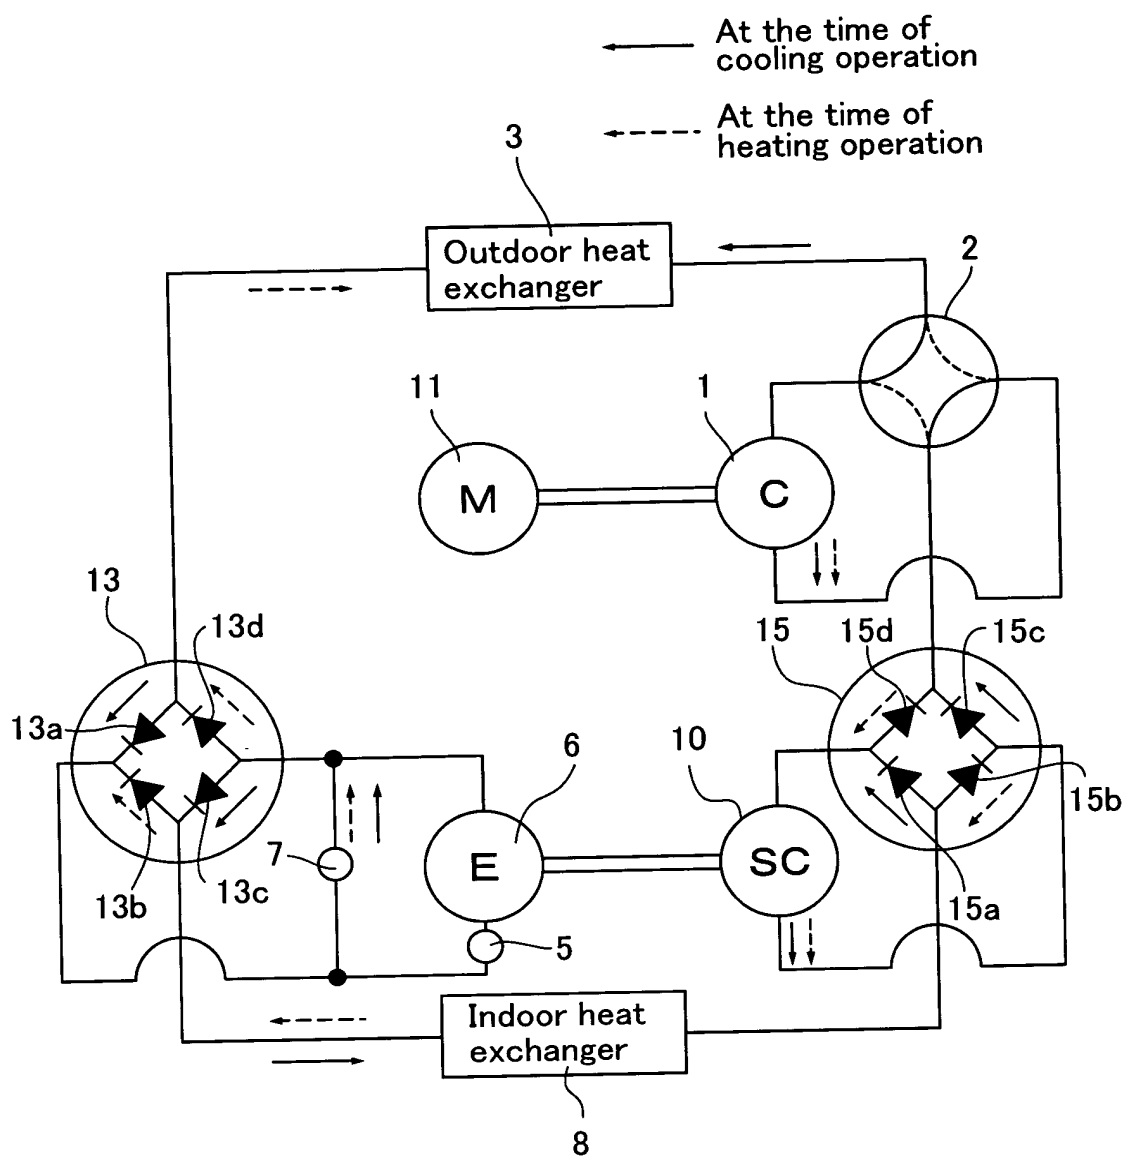 At the time of
cooling operation
At the time of
heating operation
3
Outdoor heat
exchanger
2
11
1
M
C
13
13d
15
15d
15c
13a
6
10
15b
7
E
SC
13b
13c
15a
5
Indoor heat
exchanger
8